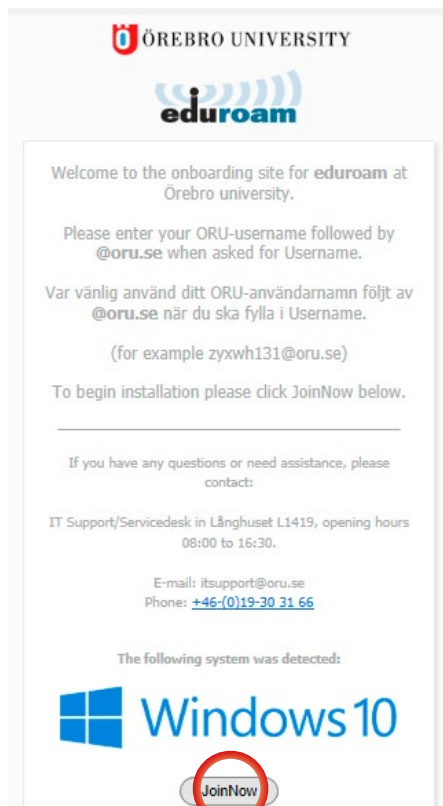 ÖREBRO UNIVERSITY
eduroam
Welcome to the onboarding site for eduroam at
Örebro university.
Please enter your ORU-username followed by
@oru.se when asked for Username.
Var vänlig använd ditt ORU-användarnamn följt av
@oru.se när du ska fylla i Username.
(for example zyxwh131@oru.se)
To begin installation please click JoinNow below.
If you have any questions or need assistance, please
contact:
IT Support/Servicedesk in Långhuset L1419, opening hours
08:00 to 16:30.
E-mail: itsupport@oru.se
Phone: +46-(0)19-30 31 66
The following system was detected:
Windows 10
JoinNow